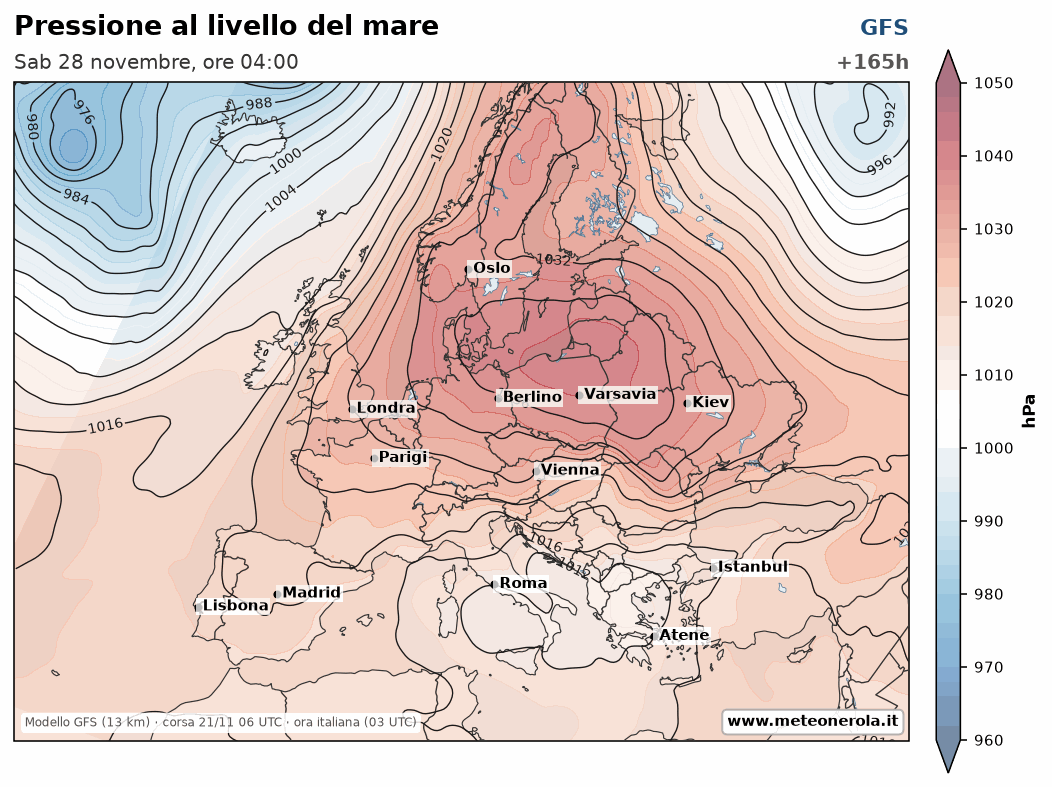 Pressione al livello del mare
GFS
Sab 28 novembre, ore 04:00
+165h
976
980
984
988
1000
1004
1020
992
996
1032
1016
1016
1016
Oslo
Berlino
Varsavia
Kiev
Londra
Parigi
Vienna
Roma
Madrid
Lisbona
Istanbul
Atene
Modello GFS (13 km) · corsa 21/11 06 UTC · ora italiana (03 UTC)
www.meteonerola.it
1050
1040
1030
1020
1010
1000
990
980
970
960
hPa